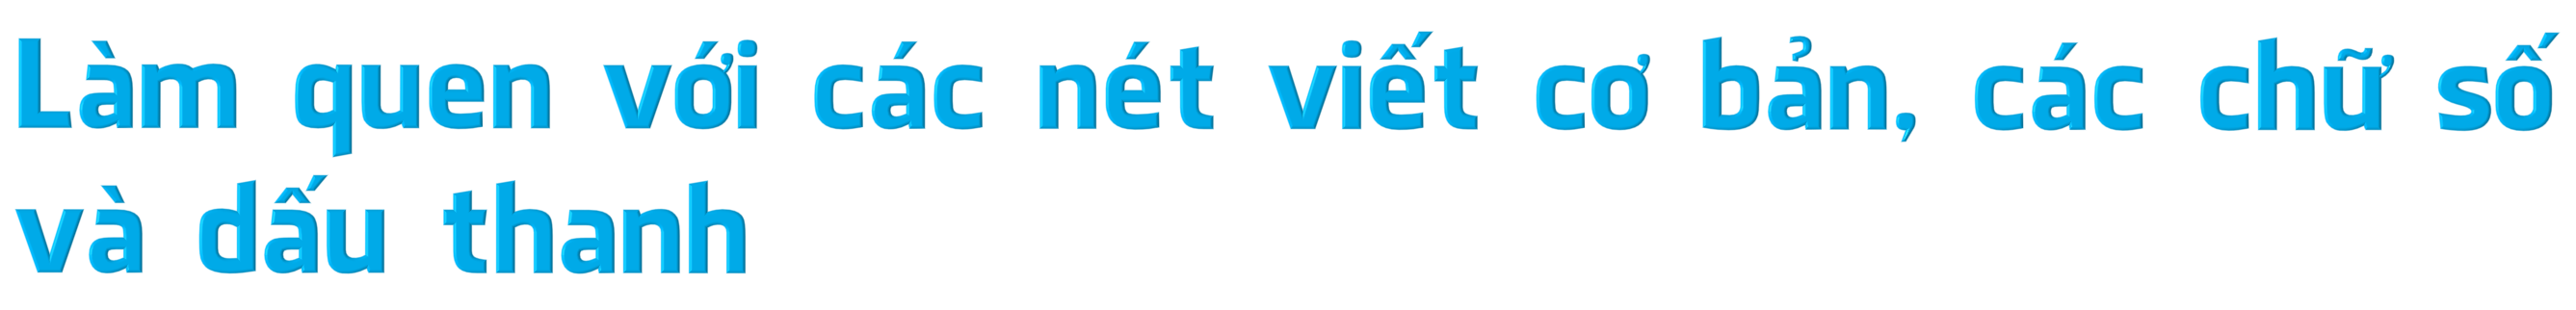 Làm quen với các nét viết cơ bản, các chữ số
và dấu thanh